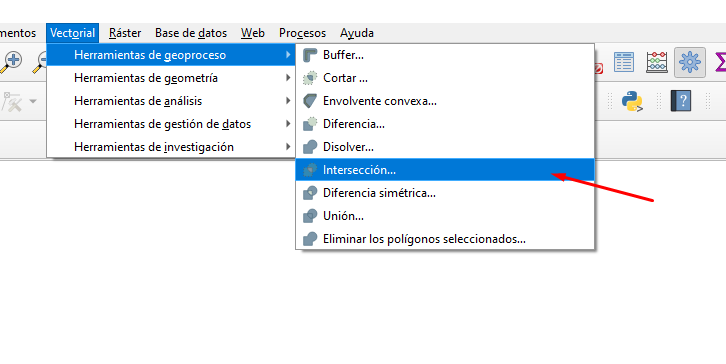 mentos Vectorial Ráster Base de datos Web Procesos Ayuda
Herramientas de geoproceso
Herramientas de geometría
Herramientas de análisis
Herramientas de gestión de datos
Herramientas de investigación
Buffer...
Cortar ...
Envolvente convexa...
Diferencia...
Disolver...
Intersección...
Diferencia simétrica...
Unión...
Eliminar los polígonos seleccionados...